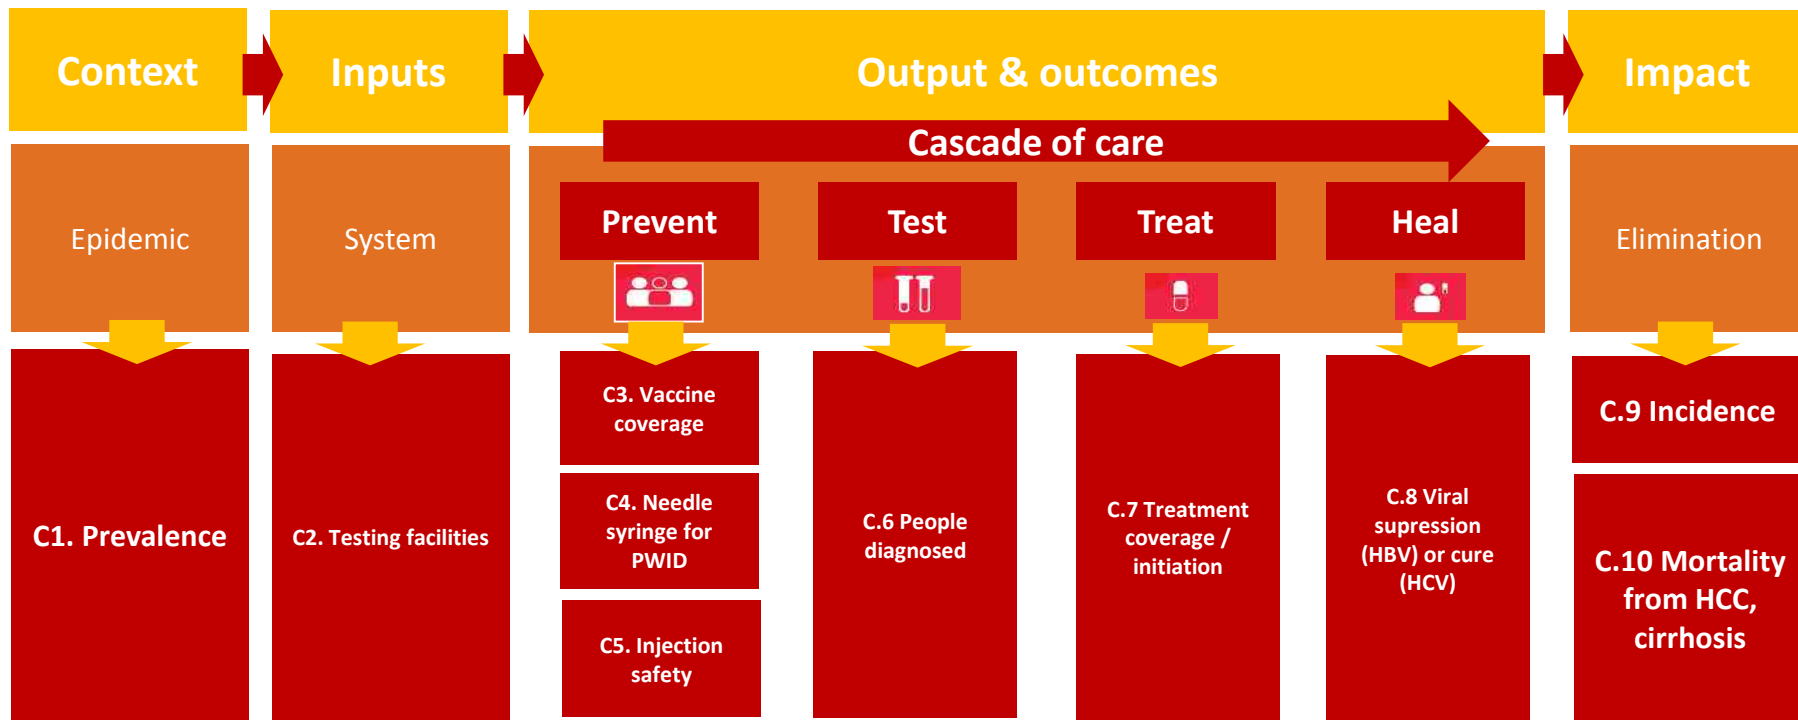 Context
Inputs
Output & outcomes
Impact
Cascade of care
Epidemic
System
Prevent
Test
Treat
Heal
Elimination
C1. Prevalence
C2. Testing facilities
C3. Vaccine
coverage
C4. Needle
syringe for
PWID
C5. Injection
safety
C.6 People
diagnosed
C.7 Treatment
coverage /
initiation
C.8 Viral
supression
(HBV) or cure
(HCV)
C.9 Incidence
C.10 Mortality
from HCC,
cirrhosis